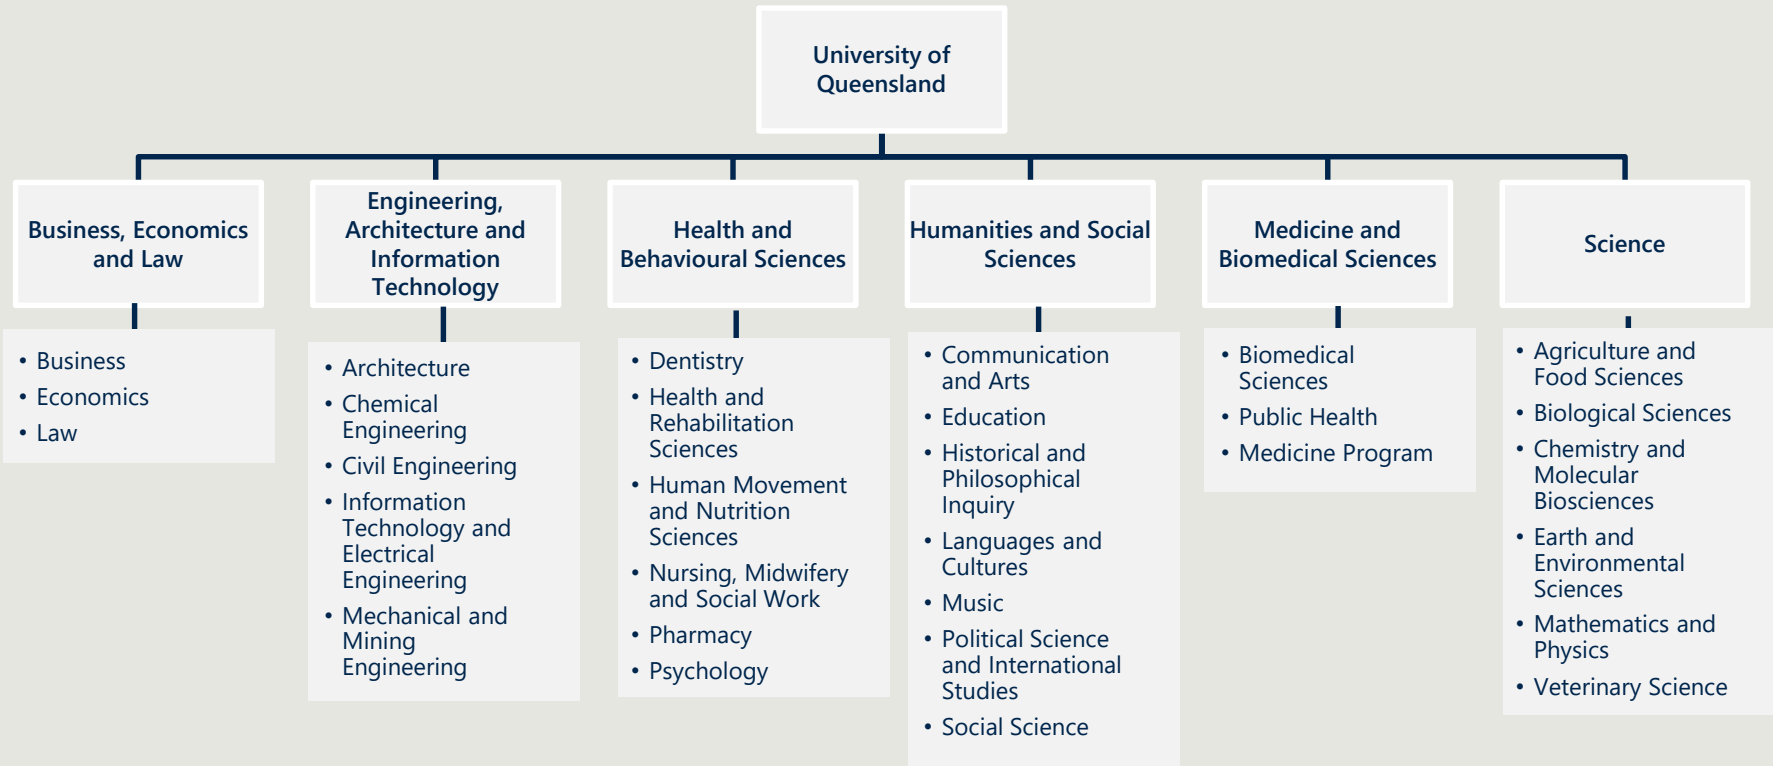 University of
Queensland
Business, Economics
and Law
• Business
• Economics
• Law
Engineering,
Architecture and
Information
Technology
• Architecture
• Chemical
Engineering
• Civil Engineering
• Information
Technology and
Electrical
Engineering
• Mechanical and
Mining
Engineering
Health and
Behavioural Sciences
• Dentistry
• Health and
Rehabilitation
Sciences
• Human Movement
and Nutrition
Sciences
• Nursing, Midwifery
and Social Work
• Pharmacy
• Psychology
Humanities and Social
Sciences
• Communication
and Arts
• Education
• Historical and
Philosophical
Inquiry
• Languages and
Cultures
• Music
• Political Science
and International
Studies
• Social Science
Medicine and
Biomedical Sciences
• Biomedical
Sciences
• Public Health
• Medicine Program
Science
• Agriculture and
Food Sciences
• Biological Sciences
• Chemistry and
Molecular
Biosciences
• Earth and
Environmental
Sciences
• Mathematics and
Physics
• Veterinary Science